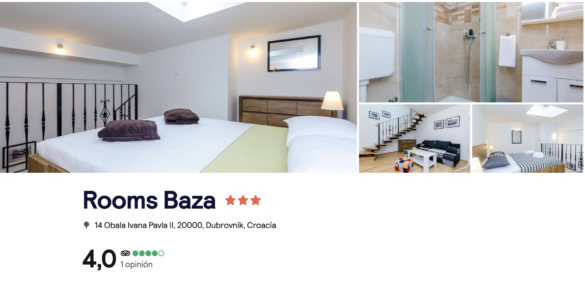 Rooms Baza
14 Obala Ivana Pavla II, 20000, Dubrovnik, Croacia
4,0
1 opinión